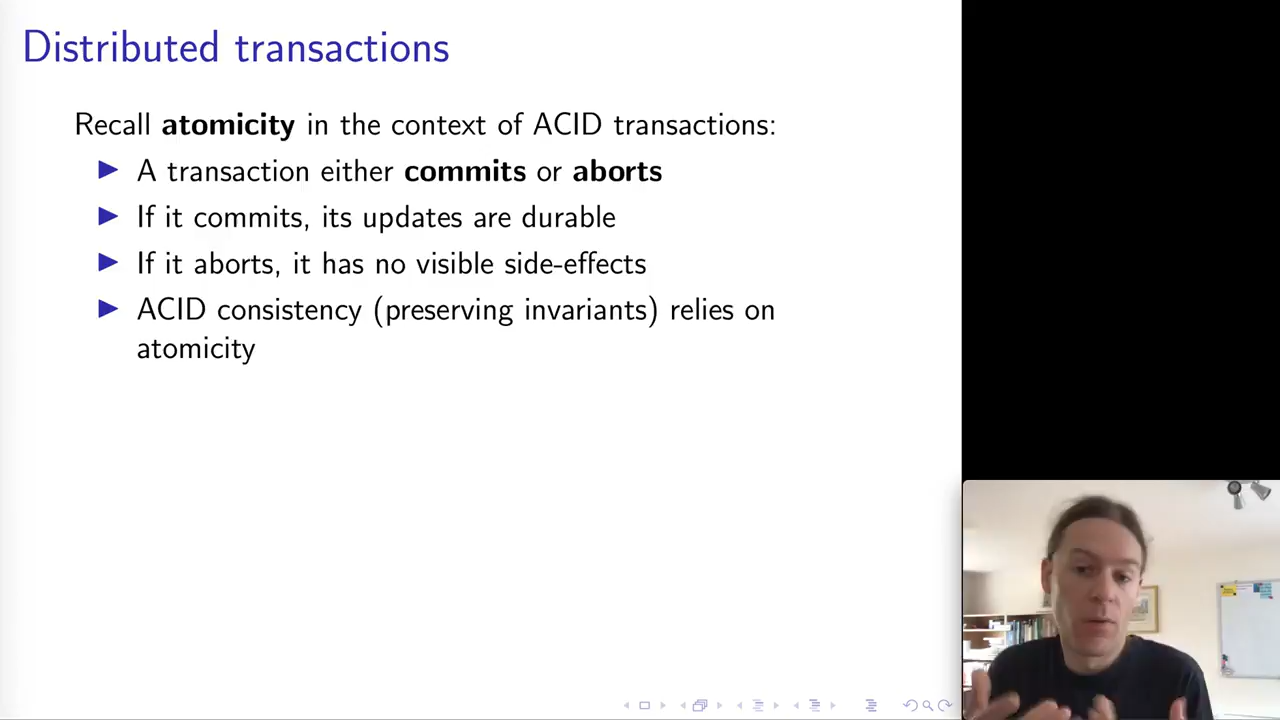 Distributed transactions
Recall atomicity in the context of ACID transactions:
▶ A transaction either commits or aborts
▶ If it commits, its updates are durable
▶ If it aborts, it has no visible side-effects
▶ ACID consistency (preserving invariants) relies on
atomicity